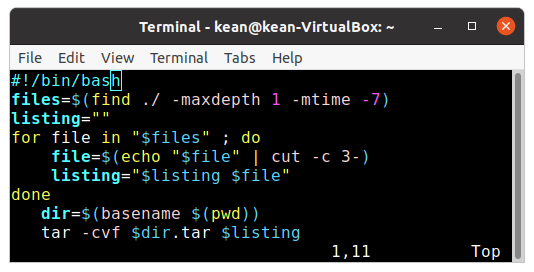 Terminal - kean@kean-VirtualBox: ~
File Edit View Terminal Tabs Help
#!/bin/bash
files=$(find ./ -maxdepth 1 -mtime -7)
listing=""
for file in "$files" ; do
    file=$(echo "$file" | cut -c 3-)
    listing="$listing $file"
done
   dir=$(basename $(pwd))
   tar -cvf $dir.tar $listing
1,11 Top